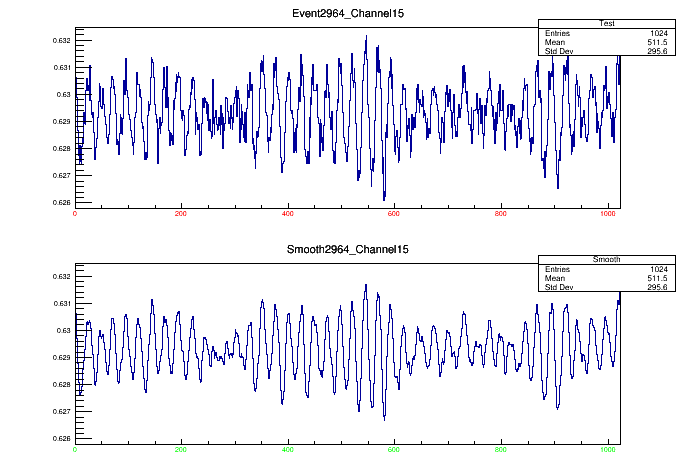 Event2964_Channel15
Test
Entries 1024
Mean 511.5
Std Dev 295.6
0.632
0.631
0.63
0.629
0.628
0.627
0.626
0 200 400 600 800 1000
Smooth2964_Channel15
Smooth
Entries 1024
Mean 511.5
Std Dev 295.6
0.632
0.631
0.63
0.629
0.628
0.627
0.626
0 200 400 600 800 1000